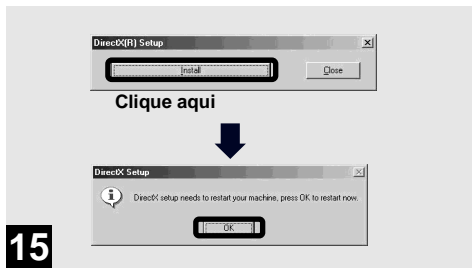 DirectX(R) Setup
Install
Close
Clique aqui
DirectX Setup
DirectX setup needs to restart your machine, press OK to restart now.
OK
15